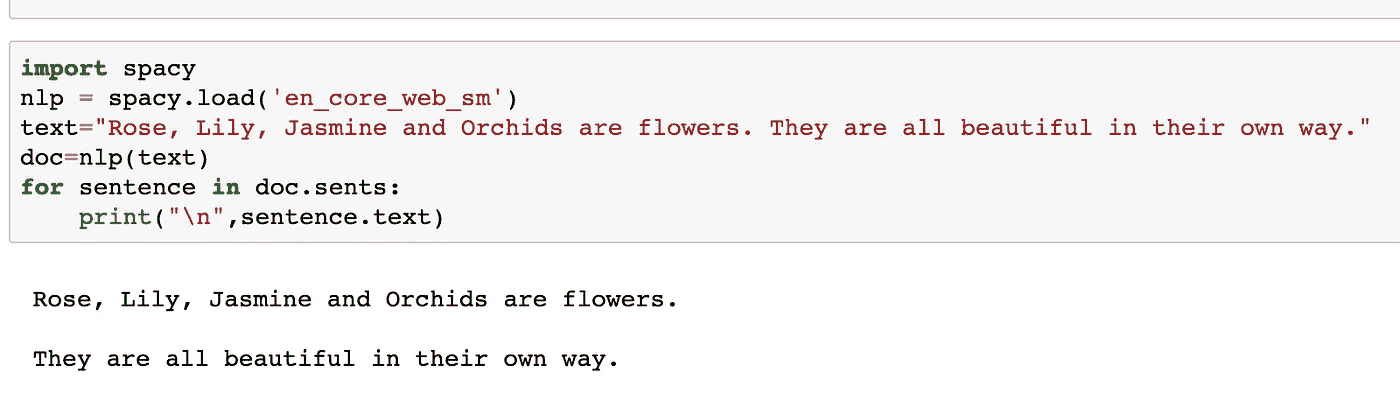 import spacy
nlp = spacy.load('en_core_web_sm')
text="Rose, Lily, Jasmine and Orchids are flowers. They are all beautiful in their own way."
doc=nlp(text)
for sentence in doc.sents:
    print("\n",sentence.text)
Rose, Lily, Jasmine and Orchids are flowers.
They are all beautiful in their own way.